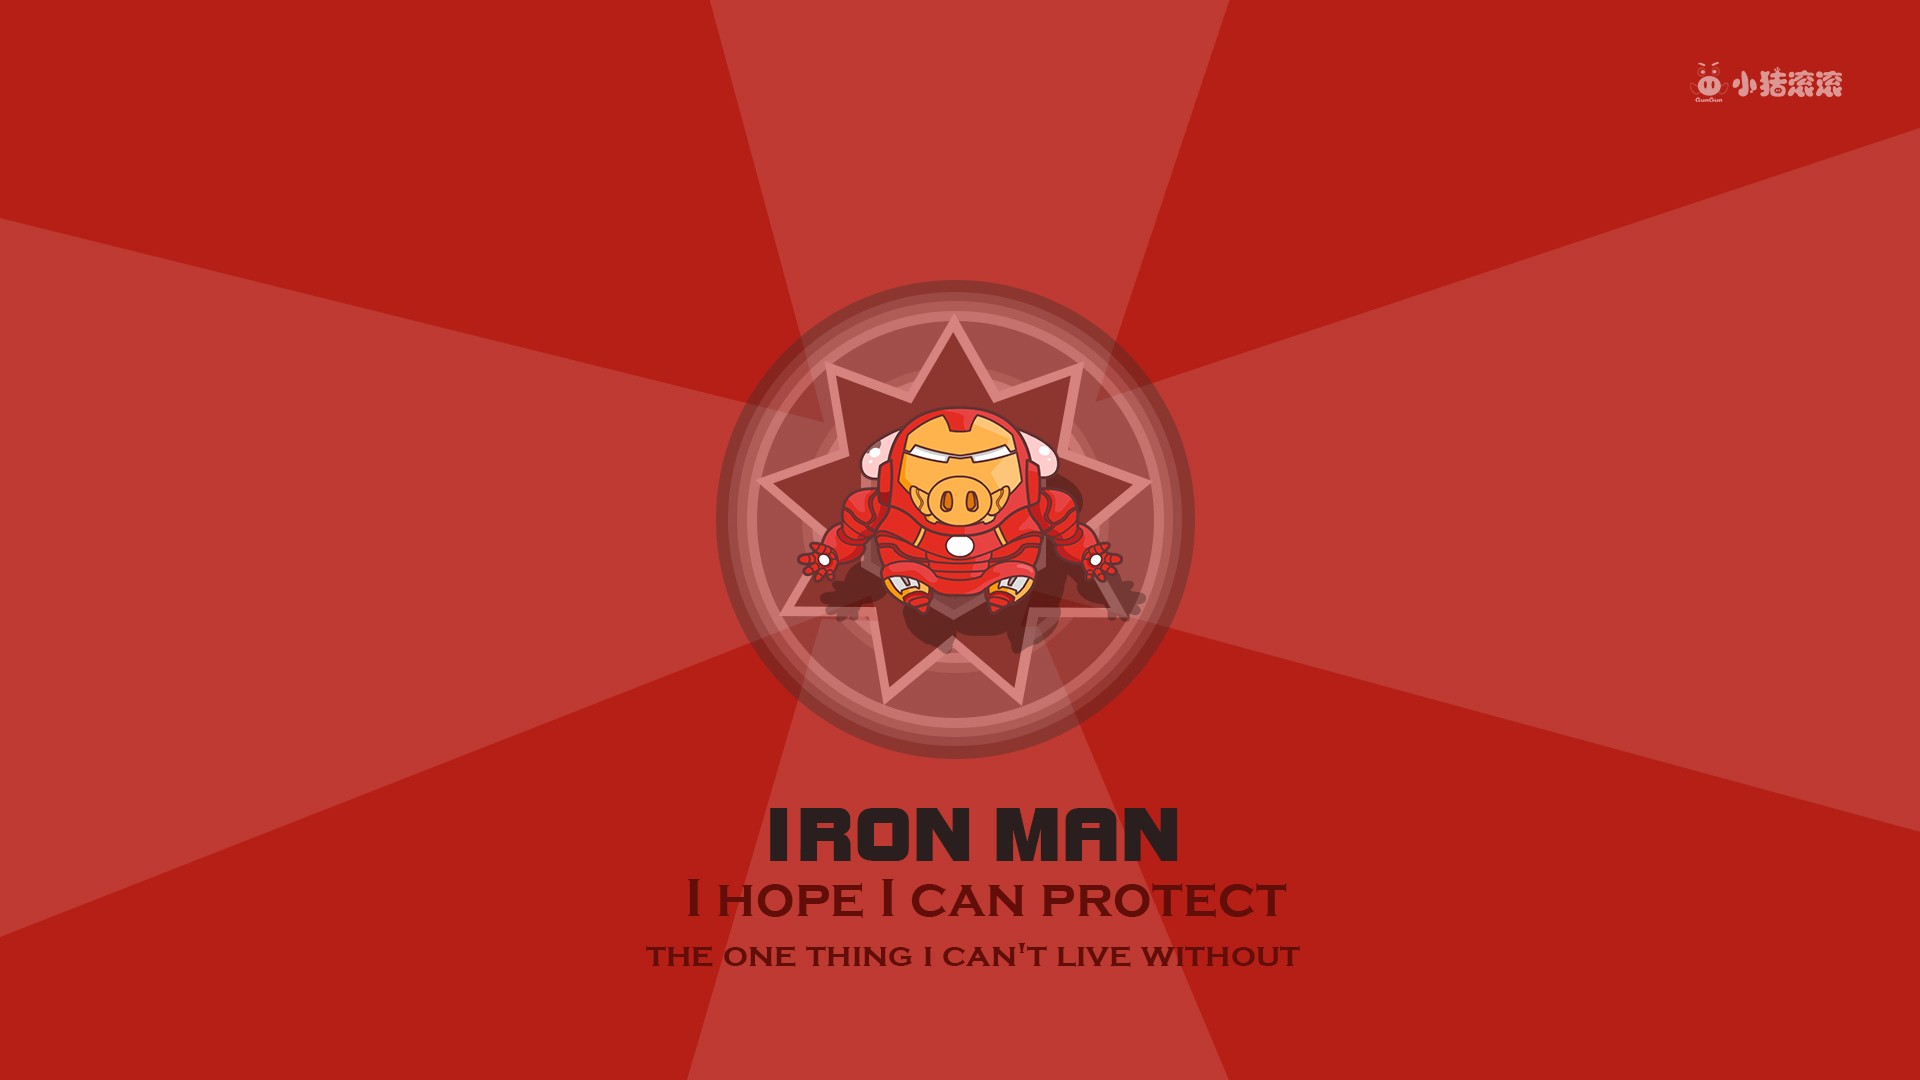 GunGun
小猪滚滚
IRON MAN
I HOPE I CAN PROTECT
THE ONE THING I CAN'T LIVE WITHOUT